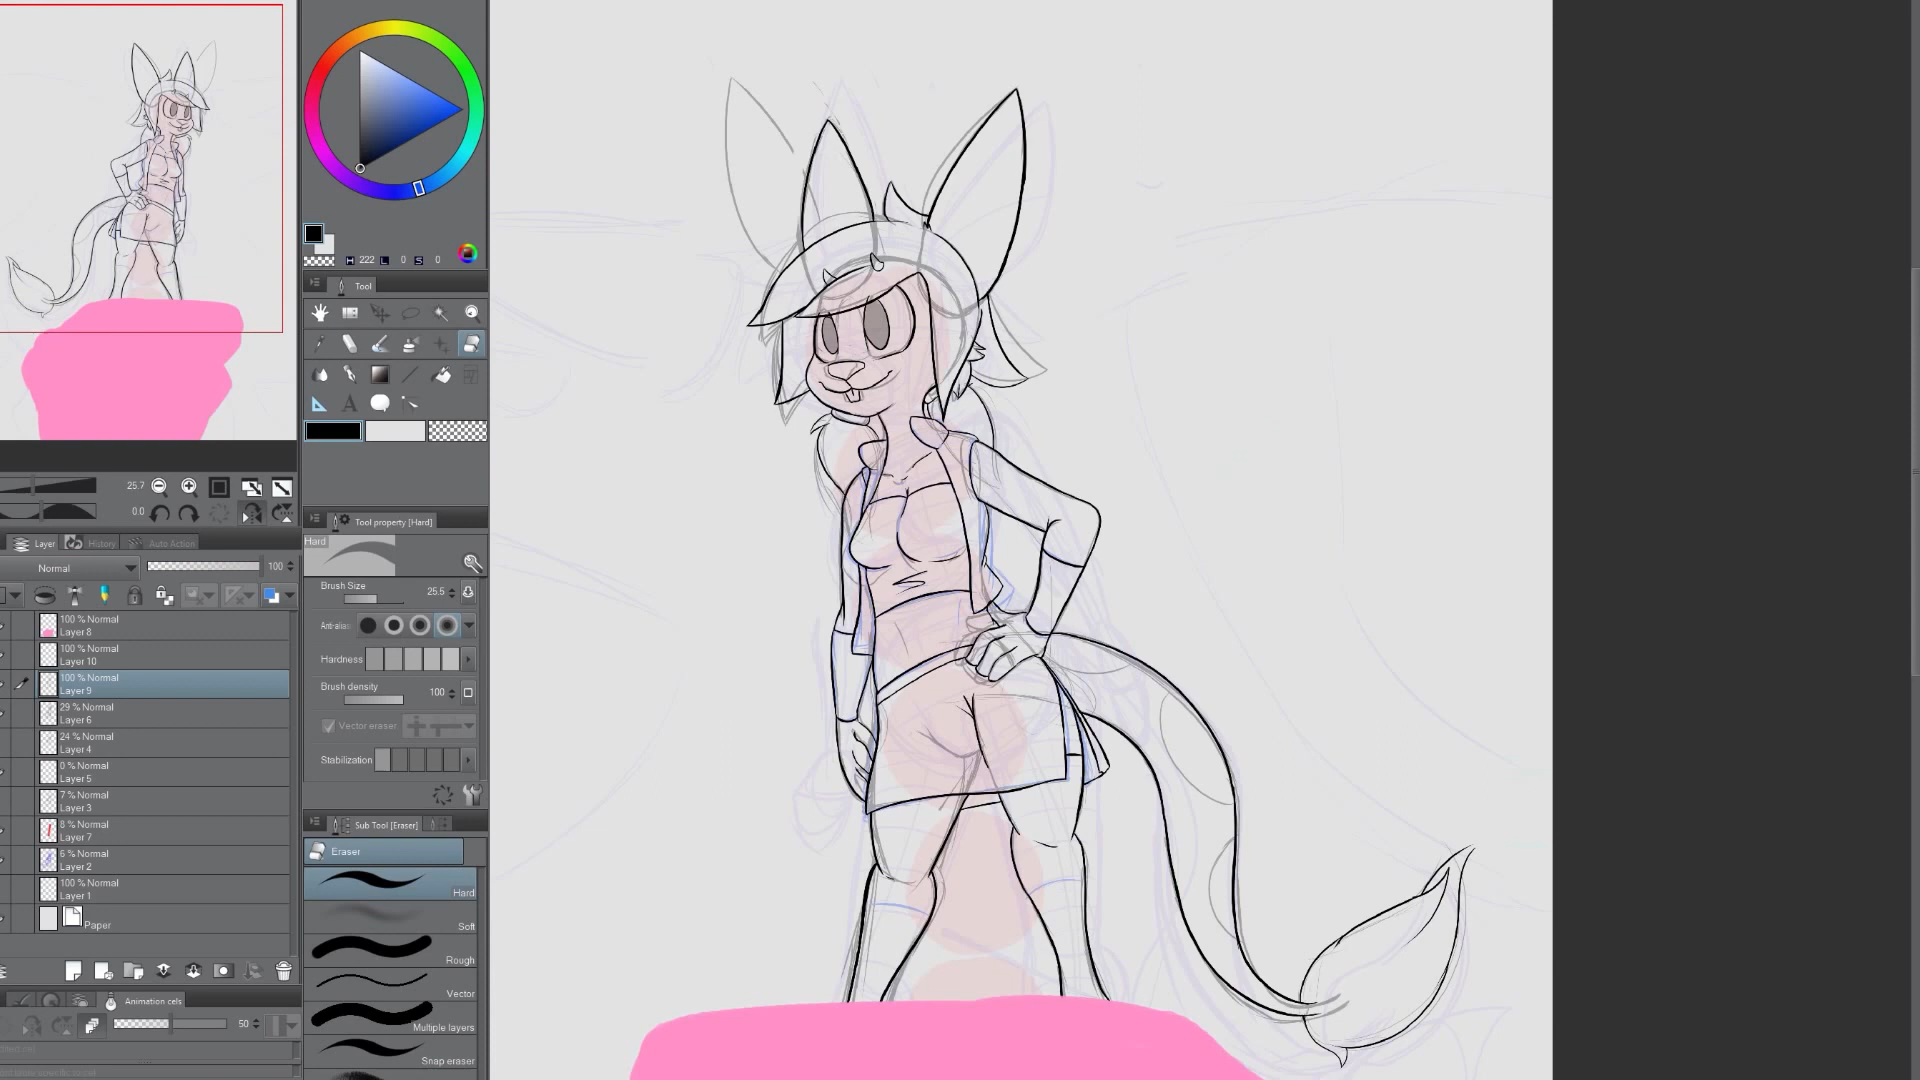 H 222 L 0 S 0
Tool
25.7
0.0
Tool property [Hard]
Hard
Layer
History
Auto Action
Normal
100
Brush Size
25.5
Anti-alias
Hardness
Brush density
100
Vector eraser
Stabilization
100 % Normal
Layer 8
100 % Normal
Layer 10
100 % Normal
Layer 9
29 % Normal
Layer 6
24 % Normal
Layer 4
0 % Normal
Layer 5
7 % Normal
Layer 3
8 % Normal
Layer 7
6 % Normal
Layer 2
100 % Normal
Layer 1
Paper
Sub Tool [Eraser]
Eraser
Hard
Soft
Rough
Vector
Multiple layers
Snap eraser
Animation cels
50